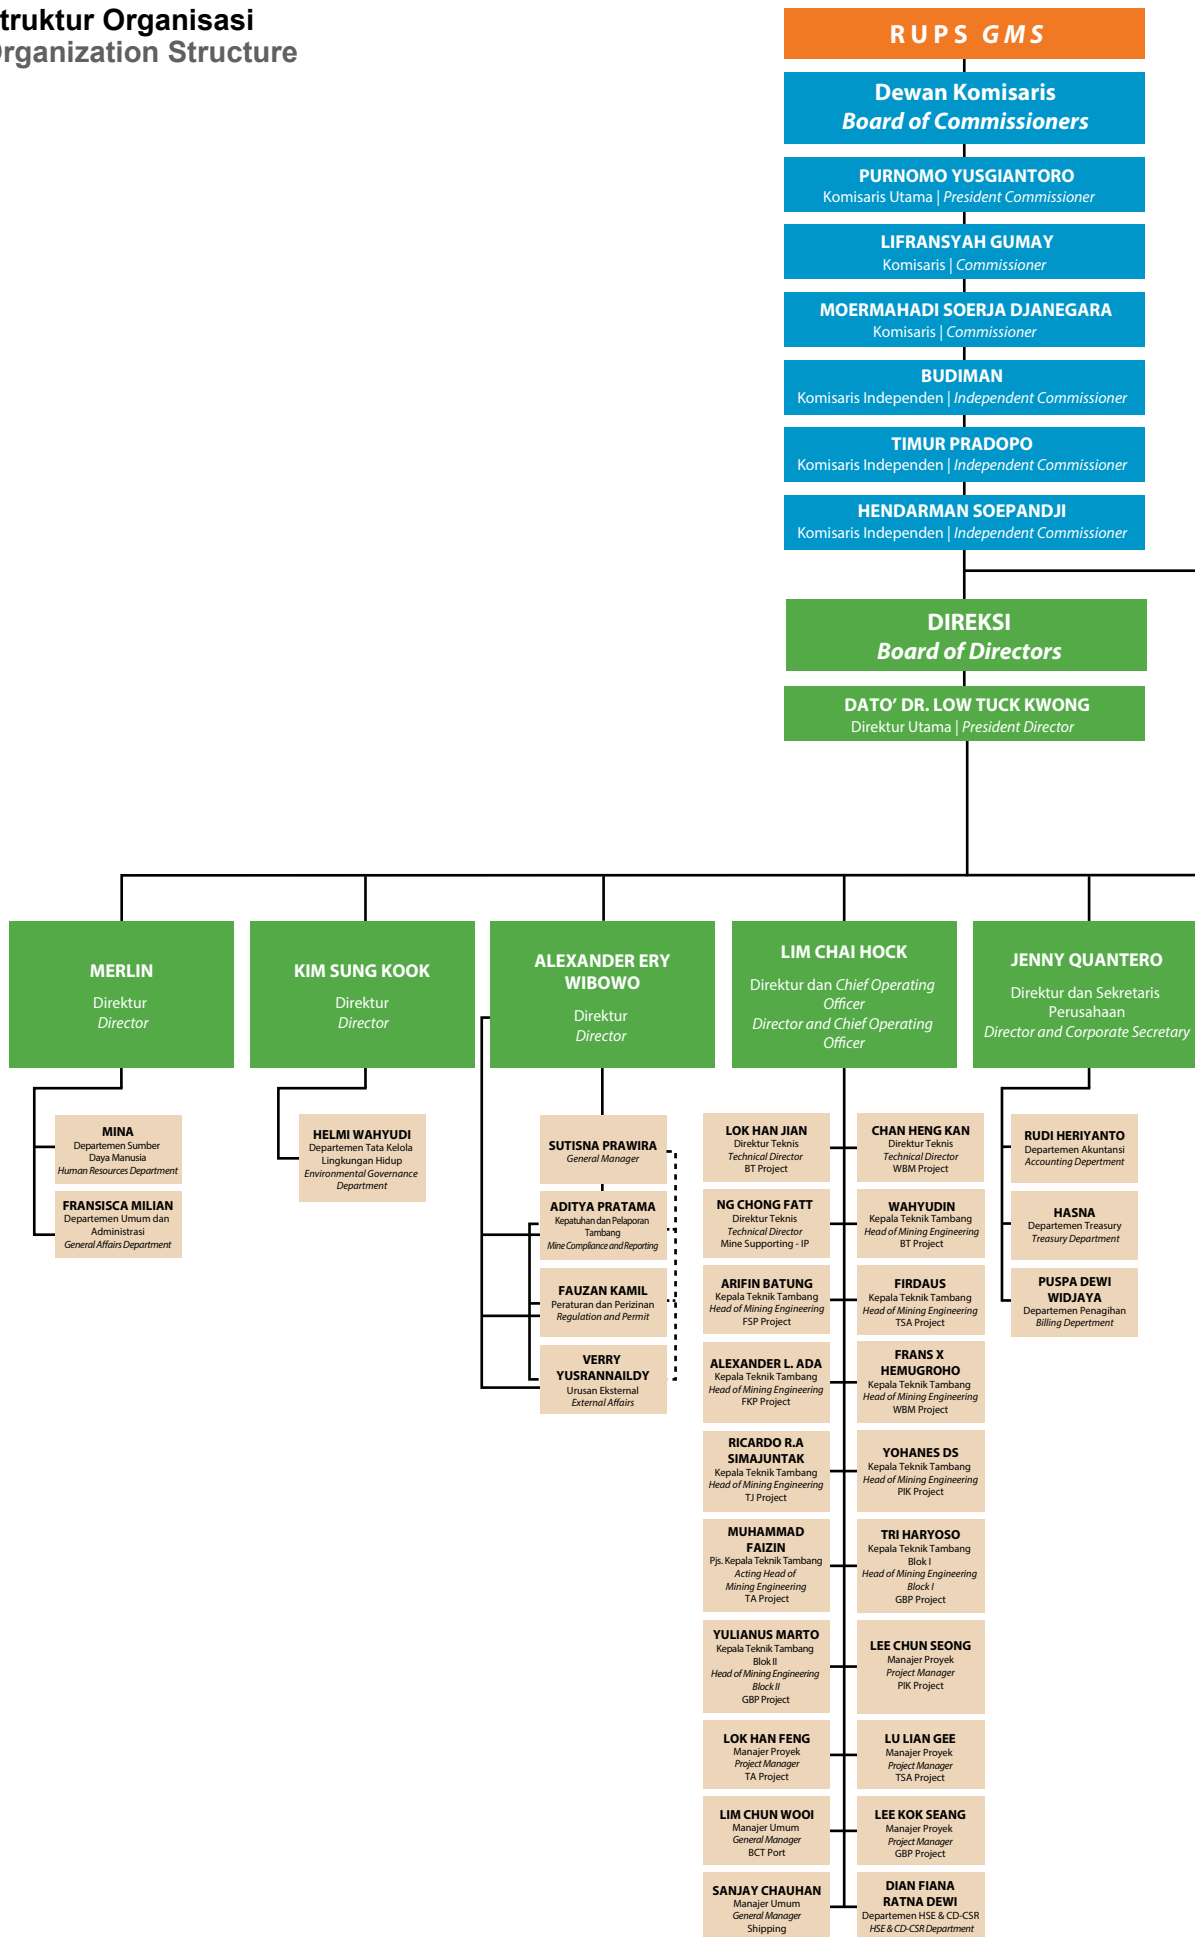 truktur Organisasi
rganization Structure
RUPS GMS
Dewan Komisaris
Board of Commissioners
PURNOMO YUSGIANTORO
Komisaris Utama | President Commissioner
LIFRANSYAH GUMAY
Komisaris | Commissioner
MOERMAHADI SOERJA DJANEGARA
Komisaris | Commissioner
BUDIMAN
Komisaris Independen | Independent Commissioner
TIMUR PRADOPO
Komisaris Independen | Independent Commissioner
HENDARMAN SOEPANDJI
Komisaris Independen | Independent Commissioner
DIREKSI
Board of Directors
DATO’ DR. LOW TUCK KWONG
Direktur Utama | President Director
MERLIN
Direktur
Director
KIM SUNG KOOK
Direktur
Director
ALEXANDER ERY
WIBOWO
Direktur
Director
LIM CHAI HOCK
Direktur dan Chief Operating
Officer
Director and Chief Operating
Officer
JENNY QUANTERO
Direktur dan Sekretaris
Perusahaan
Director and Corporate Secretary
MINA
Departemen Sumber
Daya Manusia
Human Resources Department
FRANSISCA MILIAN
Departemen Umum dan
Administrasi
General Affairs Department
HELMI WAHYUDI
Departemen Tata Kelola
Lingkungan Hidup
Environmental Governance
Department
SUTISNA PRAWIRA
General Manager
ADITYA PRATAMA
Kepatuhan dan Pelaporan
Tambang
Mine Compliance and Reporting
FAUZAN KAMIL
Peraturan dan Perizinan
Regulation and Permit
VERRY
YUSRANNAILDY
Urusan Eksternal
External Affairs
LOK HAN JIAN
Direktur Teknis
Technical Director
BT Project
CHAN HENG KAN
Direktur Teknis
Technical Director
WBM Project
NG CHONG FATT
Direktur Teknis
Technical Director
Mine Supporting - IP
WAHYUDIN
Kepala Teknik Tambang
Head of Mining Engineering
BT Project
ARIFIN BATUNG
Kepala Teknik Tambang
Head of Mining Engineering
FSP Project
FIRDAUS
Kepala Teknik Tambang
Head of Mining Engineering
TSA Project
ALEXANDER L. ADA
Kepala Teknik Tambang
Head of Mining Engineering
FKP Project
FRANS X
HEMUGROHO
Kepala Teknik Tambang
Head of Mining Engineering
WBM Project
RICARDO R.A
SIMAJUNTAK
Kepala Teknik Tambang
Head of Mining Engineering
TJ Project
YOHANES DS
Kepala Teknik Tambang
Head of Mining Engineering
PIK Project
MUHAMMAD
FAIZIN
Pjs. Kepala Teknik Tambang
Acting Head of
Mining Engineering
TA Project
TRI HARYOSO
Kepala Teknik Tambang
Blok I
Head of Mining Engineering
Block I
GBP Project
YULIANUS MARTO
Kepala Teknik Tambang
Blok II
Head of Mining Engineering
Block II
GBP Project
LEE CHUN SEONG
Manajer Proyek
Project Manager
PIK Project
LOK HAN FENG
Manajer Proyek
Project Manager
TA Project
LU LIAN GEE
Manajer Proyek
Project Manager
TSA Project
LIM CHUN WOOI
Manajer Umum
General Manager
BCT Port
LEE KOK SEANG
Manajer Proyek
Project Manager
GBP Project
SANJAY CHAUHAN
Manajer Umum
General Manager
Shipping
DIAN FIANA
RATNA DEWI
Departemen HSE & CD-CSR
HSE & CD-CSR Department
RUDI HERIYANTO
Departemen Akuntansi
Accounting Depertment
HASNA
Departemen Treasury
Treasury Department
PUSPA DEWI
WIDJAYA
Departemen Penagihan
Billing Depertment